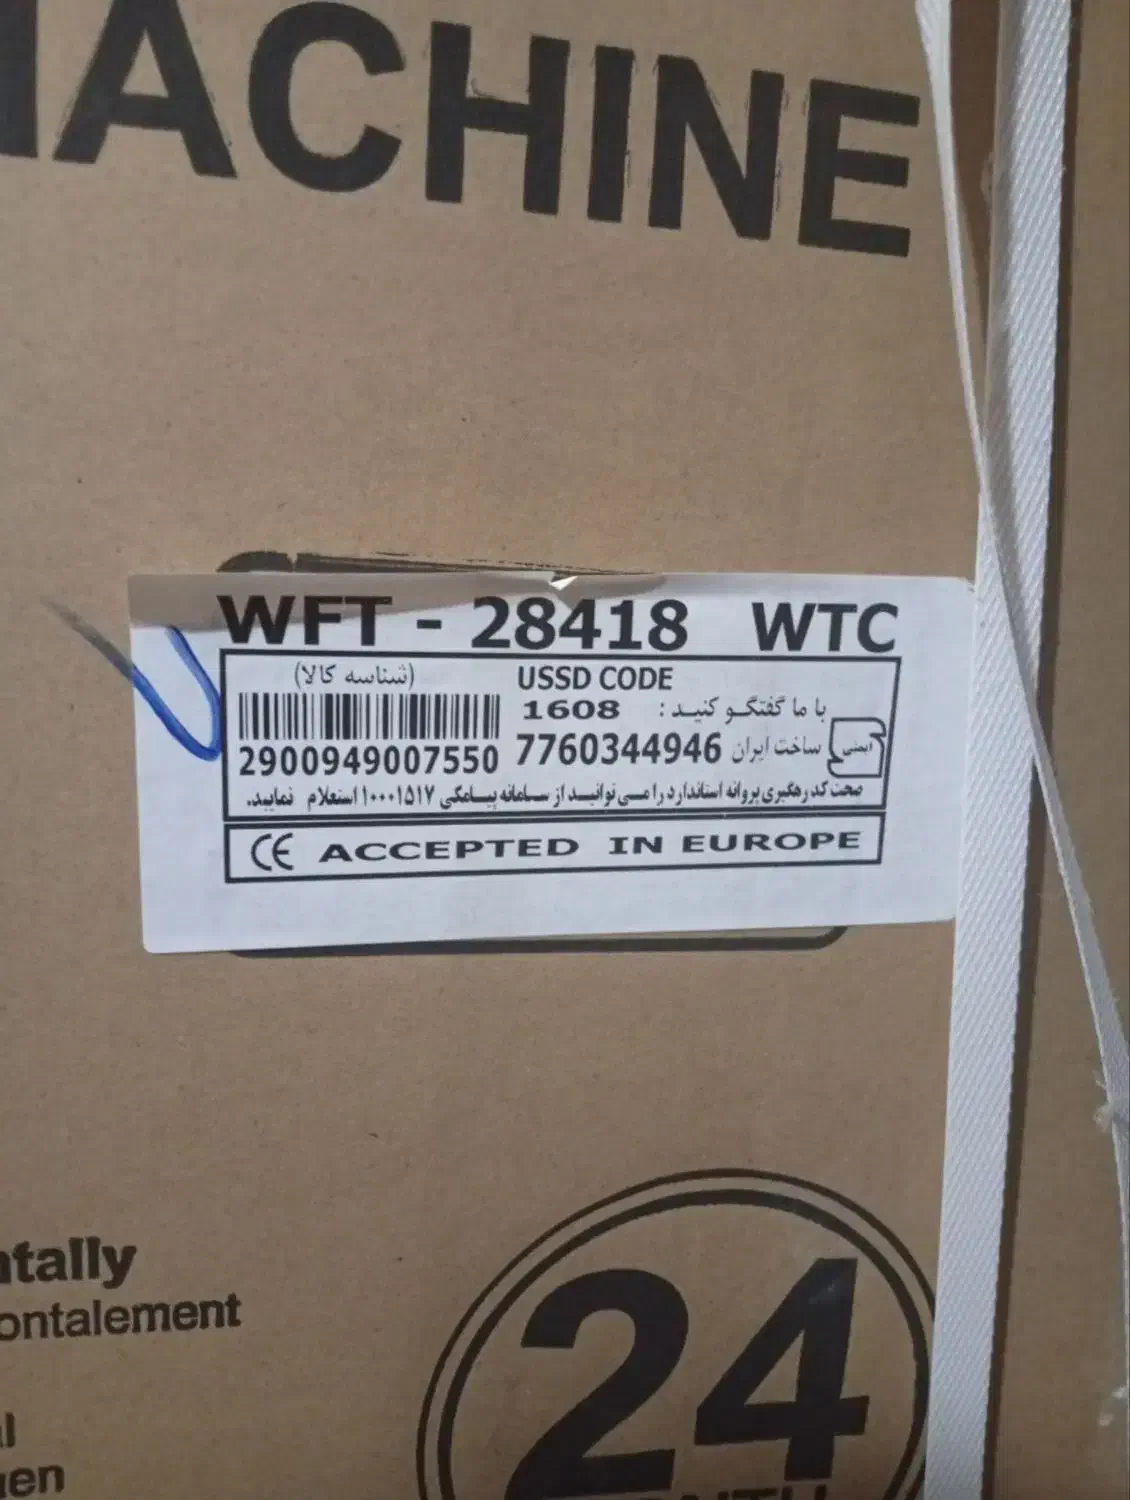 ACHINE
WFT - 28418 WTC
(شناسه کالا)
USSD CODE
با ما گفتگو کنید : 1608
2900949007550
7760344946 ساخت ایران
ایمنی
صحت کد رهگیری پروانه استاندارد را می توانید از سامانه پیامکی ۱۰۰۰۱۵۱۷ استعلام نمایید.
CE ACCEPTED IN EUROPE
ntally
ontalement
24